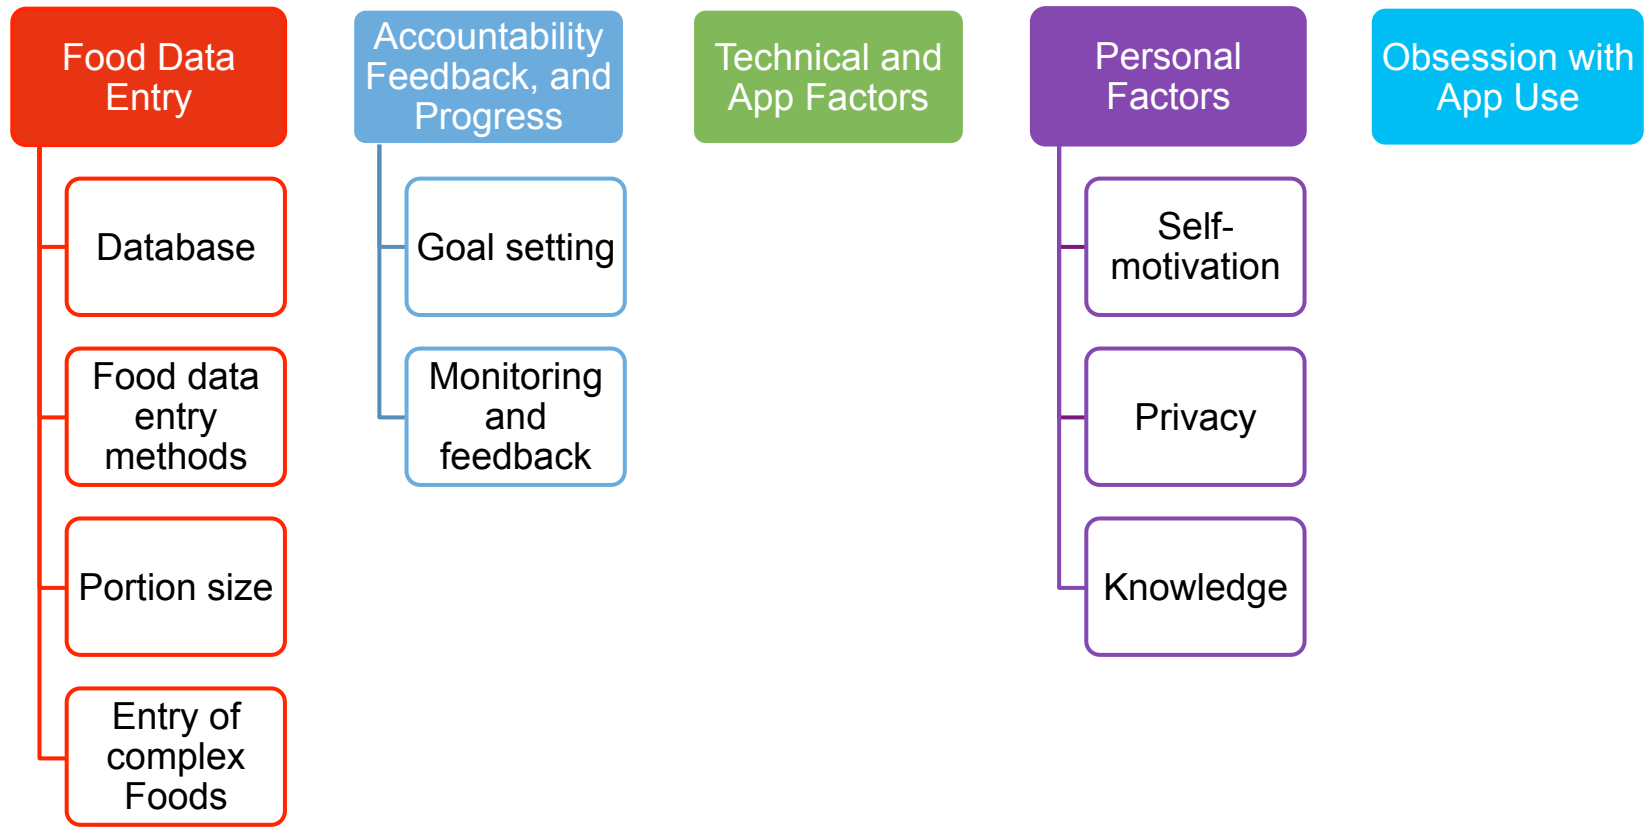 Food Data
Entry
Database
Food data
entry
methods
Portion size
Entry of
complex
Foods
Accountability
Feedback, and
Progress
Goal setting
Monitoring
and
feedback
Technical and
App Factors
Personal
Factors
Self-
motivation
Privacy
Knowledge
Obsession with
App Use